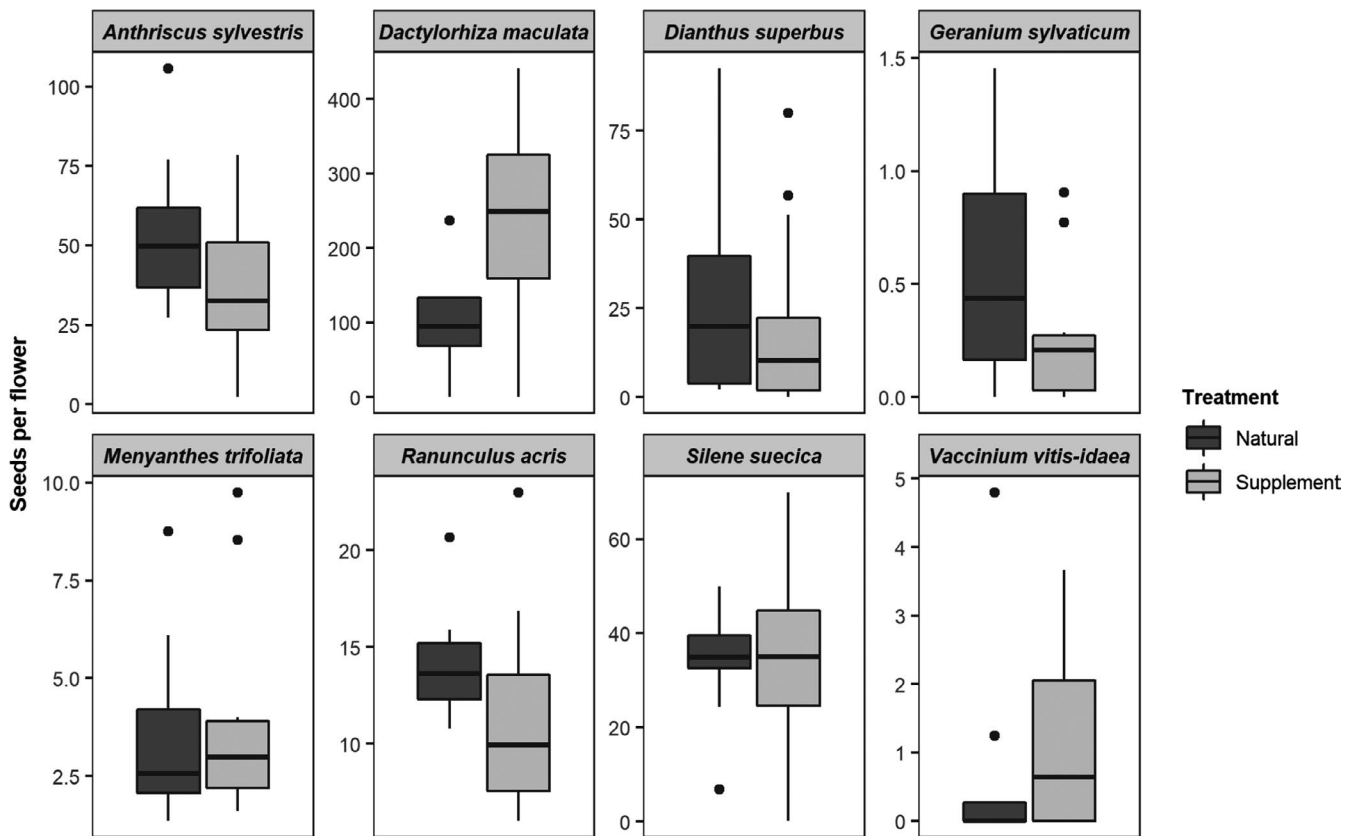 Seeds per flower
Anthriscus sylvestris
100
75
50
25
0
Dactylorhiza maculata
400
300
200
100
0
Dianthus superbus
75
50
25
0
Geranium sylvaticum
1.5
1.0
0.5
0.0
Menyanthes trifoliata
10.0
7.5
5.0
2.5
Ranunculus acris
20
15
10
Silene suecica
60
40
20
0
Vaccinium vitis-idaea
5
4
3
2
1
0
Treatment
Natural
Supplement